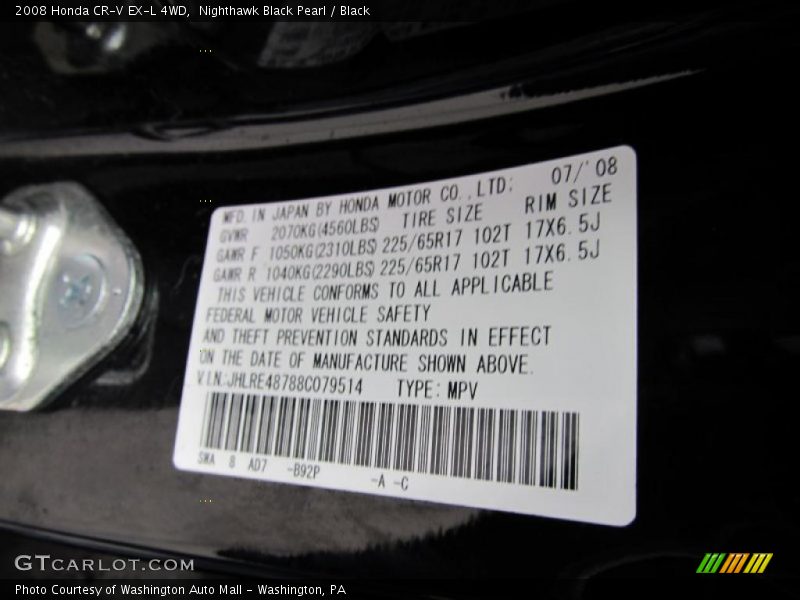 2008 Honda CR-V EX-L 4WD, Nighthawk Black Pearl / Black
MFD. IN JAPAN BY HONDA MOTOR CO., LTD: 07/'08
GVWR 2070KG(4560LBS) TIRE SIZE RIM SIZE
GAWR F 1050KG(2310LBS) 225/65R17 102T 17X6.5J
GAWR R 1040KG(2290LBS) 225/65R17 102T 17X6.5J
THIS VEHICLE CONFORMS TO ALL APPLICABLE
FEDERAL MOTOR VEHICLE SAFETY
AND THEFT PREVENTION STANDARDS IN EFFECT
ON THE DATE OF MANUFACTURE SHOWN ABOVE.
V.I.N.:JHLRE48788C079514 TYPE: MPV
SWA 8 AD7 -B92P -A -C
GTCARLOT.COM
Photo Courtesy of Washington Auto Mall - Washington, PA